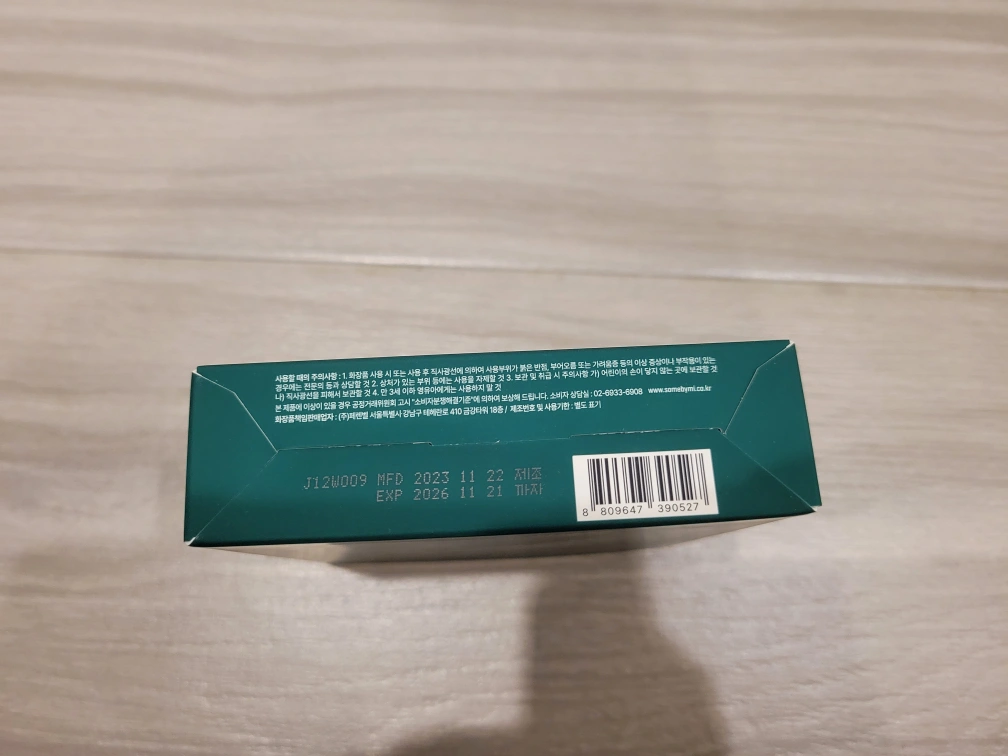 사용할 때의 주의사항 : 1. 화장품 사용 시 또는 사용 후 직사광선에 의하여 사용부위가 붉은 반점, 부어오름 또는 가려움증 등의 이상 증상이나 부작용이 있는
경우에는 전문의 등과 상담할 것 2. 상처가 있는 부위 등에는 사용을 자제할 것 3. 보관 및 취급 시 주의사항 가) 어린이의 손이 닿지 않는 곳에 보관할 것
나) 직사광선을 피해서 보관할 것 4. 만 3세 이하 영유아에게는 사용하지 말 것
본 제품에 이상이 있을 경우 공정거래위원회 고시 "소비자분쟁해결기준"에 의하여 보상해 드립니다. 소비자 상담실 : 02-6933-6908 www.somebymi.co.kr
화장품책임판매업자 : (주)페렌벨 서울특별시 강남구 테헤란로 410 금강타워 18층 / 제조번호 및 사용기한 : 별도 표기
J12W009 MFD 2023 11 22 제조
EXP 2026 11 21 까지
8 809647 390527